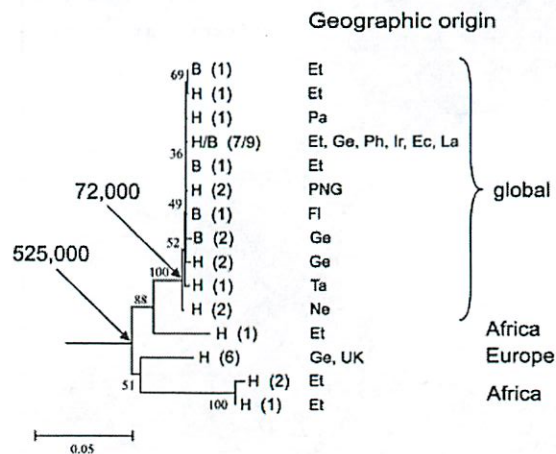 Geographic origin
69 B (1) Et
H (1) Et
H (1) Pa
36 H/B (7/9) Et, Ge, Ph, Ir, Ec, La
B (1) Et
72,000 H (2) PNG global
49 B (1) Fl
525,000 52 B (2) Ge
100 H (2) Ge
H (1) Ta
88 H (2) Ne
H (1) Et Africa
H (6) Ge, UK Europe
51 H (2) Et Africa
100 H (1) Et
0.05